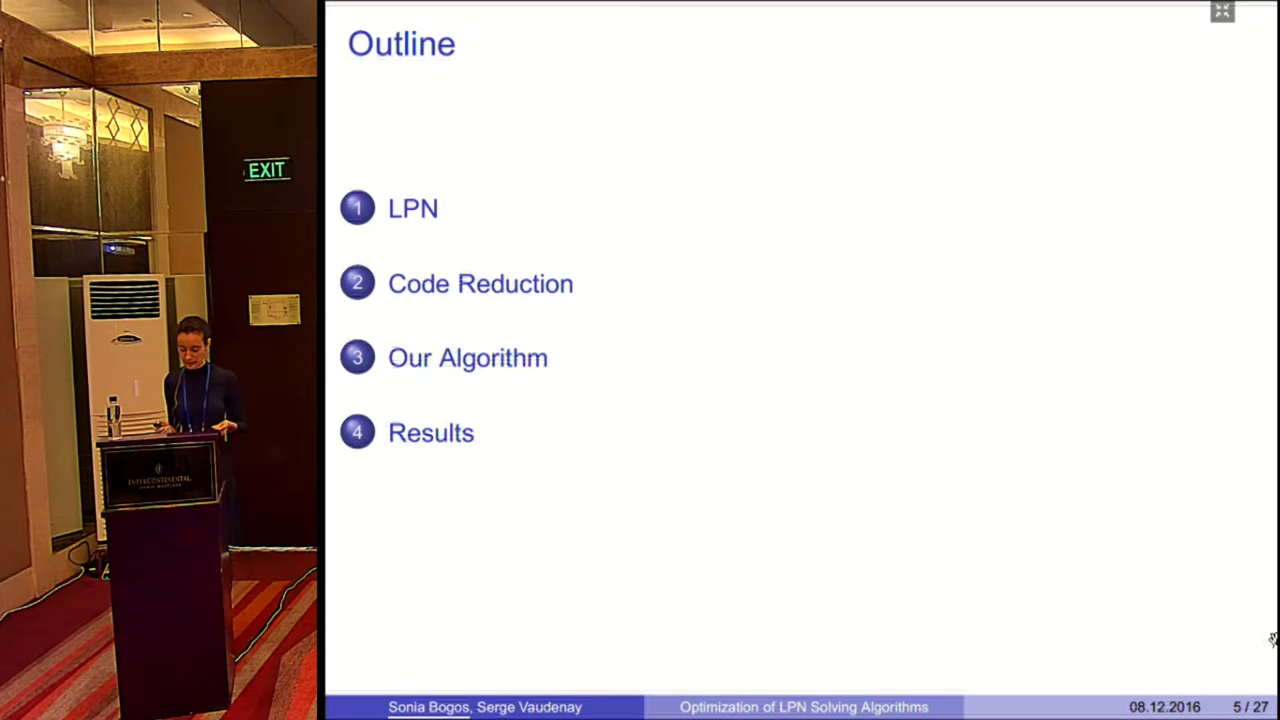 Outline
1 LPN
2 Code Reduction
3 Our Algorithm
4 Results
EXIT
INTERCONTINENTAL
Sonia Bogos, Serge Vaudenay
Optimization of LPN Solving Algorithms
08.12.2016
5 / 27